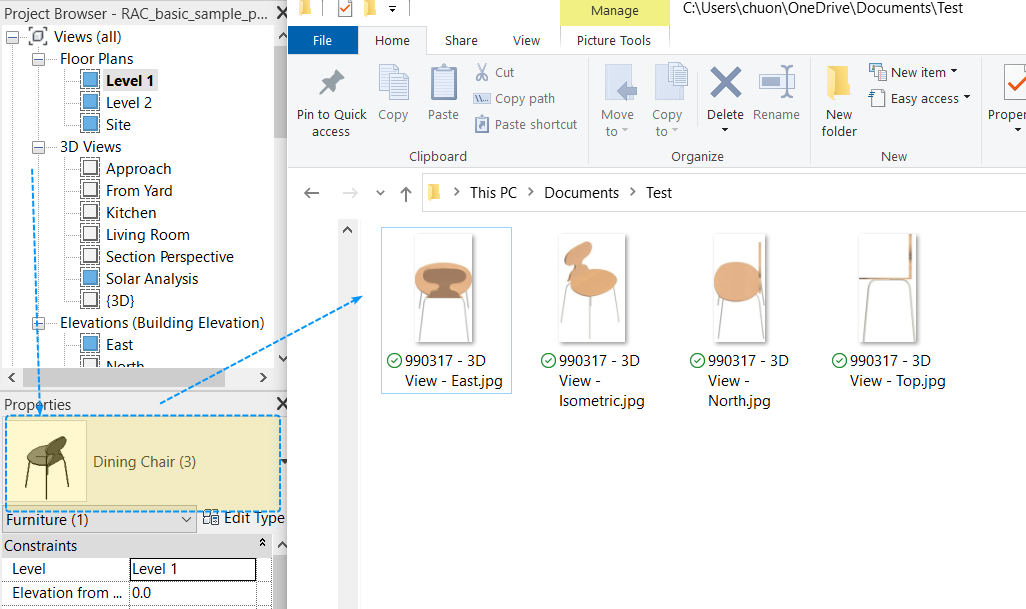 Project Browser - RAC_basic_sample_p...
Views (all)
Floor Plans
Level 1
Level 2
Site
3D Views
Approach
From Yard
Kitchen
Living Room
Section Perspective
Solar Analysis
{3D}
Elevations (Building Elevation)
East
North
Properties
Dining Chair (3)
Furniture (1)
Edit Type
Constraints
Level
Level 1
Elevation from ...
0.0
Manage
C:\Users\chuon\OneDrive\Documents\Test
File
Home
Share
View
Picture Tools
Pin to Quick
access
Copy
Paste
Cut
Copy path
Paste shortcut
Clipboard
Move
to
Copy
to
Delete
Rename
Organize
New
folder
New item
Easy access
New
Proper
This PC
Documents
Test
990317 - 3D
View - East.jpg
990317 - 3D
View -
Isometric.jpg
990317 - 3D
View -
North.jpg
990317 - 3D
View - Top.jpg